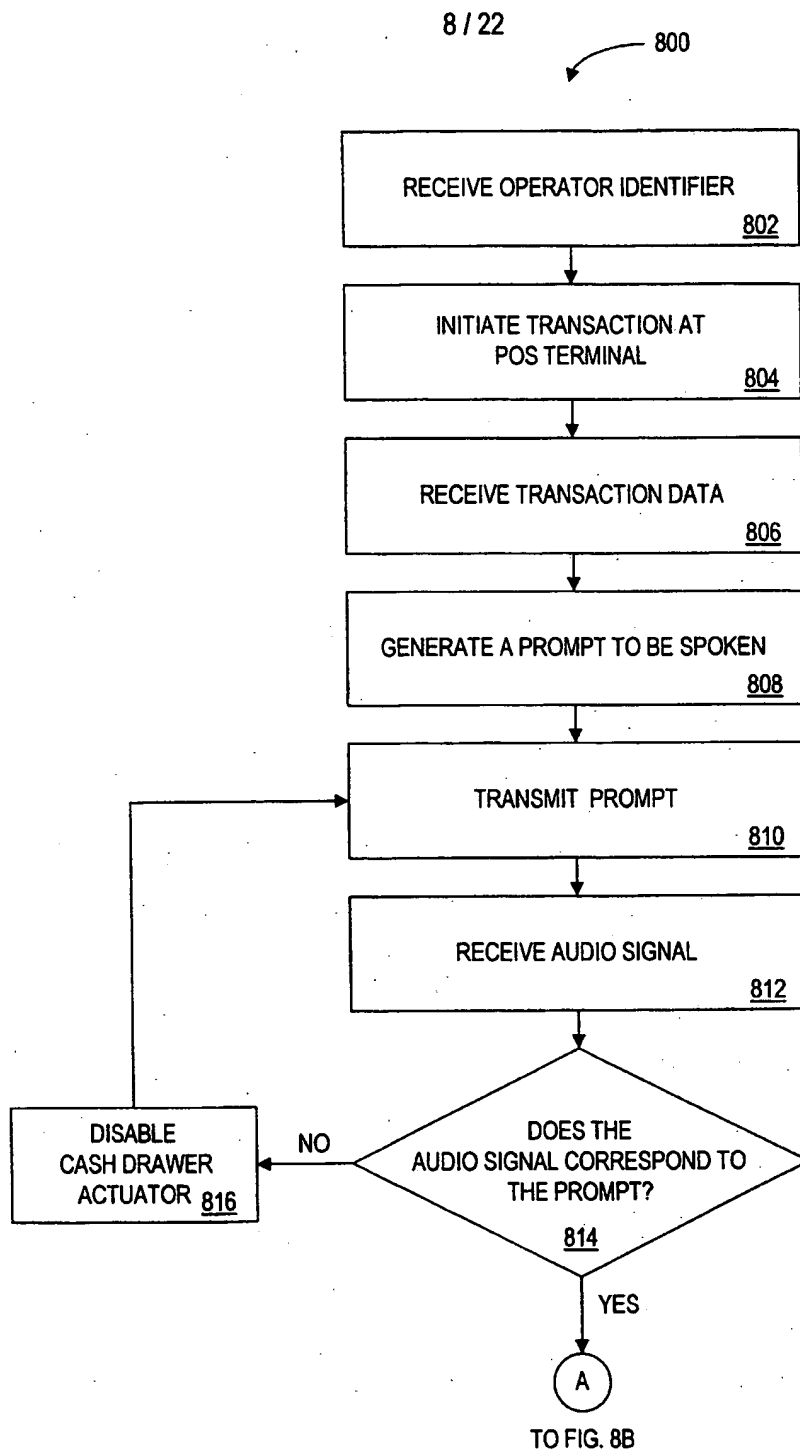 8 / 22
800
RECEIVE OPERATOR IDENTIFIER
802
INITIATE TRANSACTION AT
POS TERMINAL
804
RECEIVE TRANSACTION DATA
806
GENERATE A PROMPT TO BE SPOKEN
808
TRANSMIT PROMPT
810
RECEIVE AUDIO SIGNAL
812
DOES THE
AUDIO SIGNAL CORRESPOND TO
THE PROMPT?
814
NO
DISABLE
CASH DRAWER
ACTUATOR 816
YES
A
TO FIG. 8B